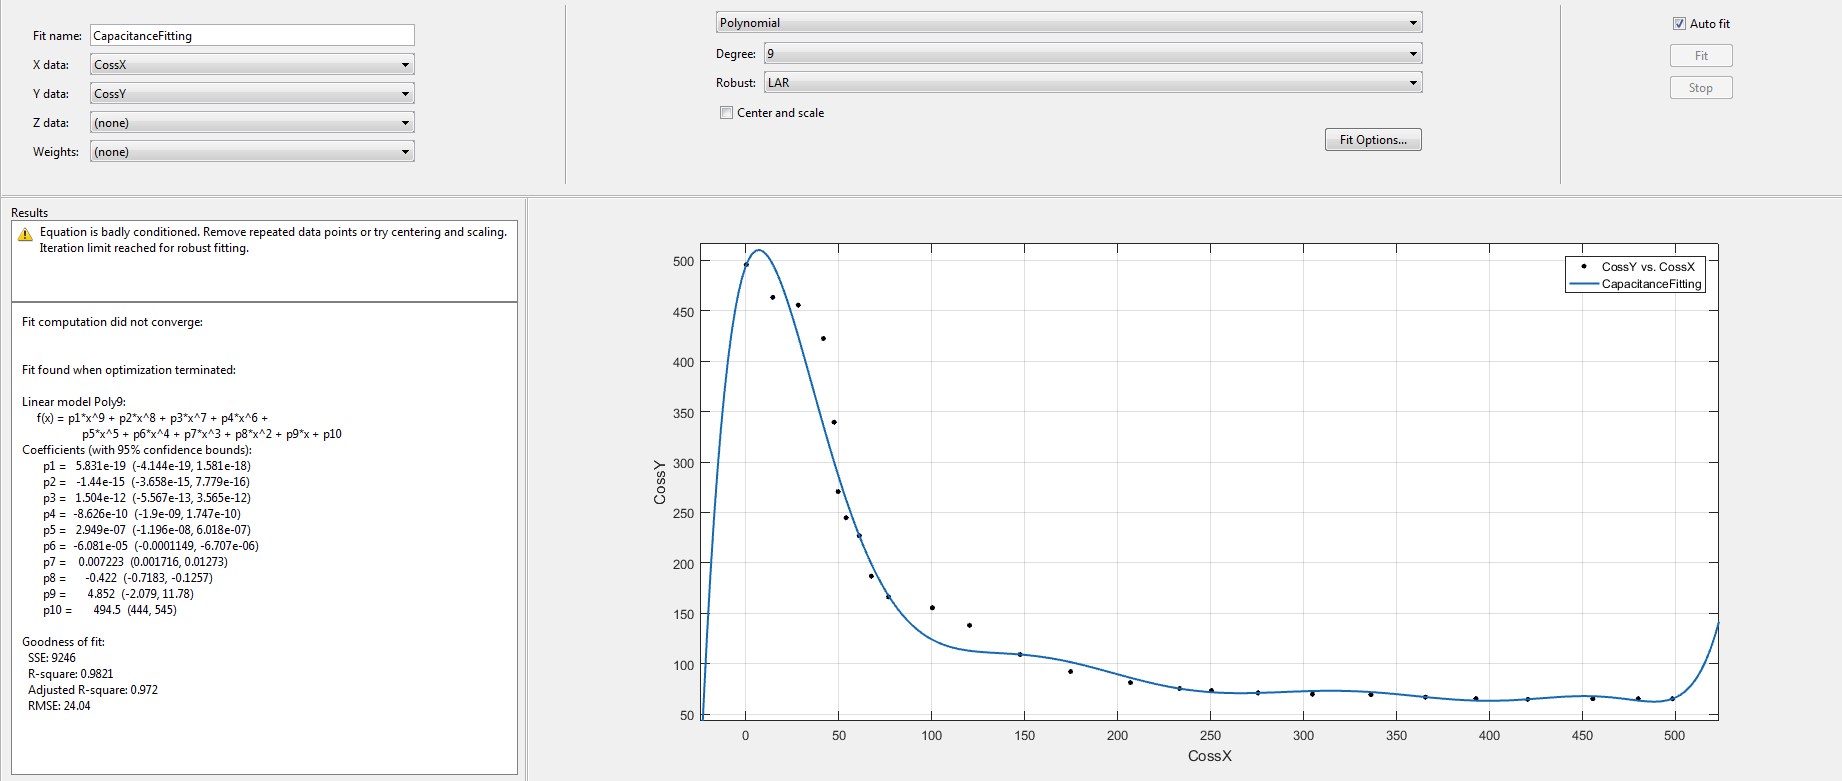 Fit name: CapacitanceFitting
X data: CossX
Y data: CossY
Z data: (none)
Weights: (none)
Polynomial
Degree: 9
Robust: LAR
Center and scale
Fit Options...
Auto fit
Fit
Stop
Results
Equation is badly conditioned. Remove repeated data points or try centering and scaling.
Iteration limit reached for robust fitting.
Fit computation did not converge:
Fit found when optimization terminated:
Linear model Poly9:
f(x) = p1*x^9 + p2*x^8 + p3*x^7 + p4*x^6 +
p5*x^5 + p6*x^4 + p7*x^3 + p8*x^2 + p9*x + p10
Coefficients (with 95% confidence bounds):
p1 = 5.831e-19 (-4.144e-19, 1.581e-18)
p2 = -1.44e-15 (-3.658e-15, 7.779e-16)
p3 = 1.504e-12 (-5.567e-13, 3.565e-12)
p4 = -8.626e-10 (-1.9e-09, 1.747e-10)
p5 = 2.949e-07 (-1.196e-08, 6.018e-07)
p6 = -6.081e-05 (-0.0001149, -6.707e-06)
p7 = 0.007223 (0.001716, 0.01273)
p8 = -0.422 (-0.7183, -0.1257)
p9 = 4.852 (-2.079, 11.78)
p10 = 494.5 (444, 545)
Goodness of fit:
SSE: 9246
R-square: 0.9821
Adjusted R-square: 0.972
RMSE: 24.04
CossY vs. CossX
CapacitanceFitting
500
450
400
350
300
250
200
150
100
50
CossY
0 50 100 150 200 250 300 350 400 450 500
CossX